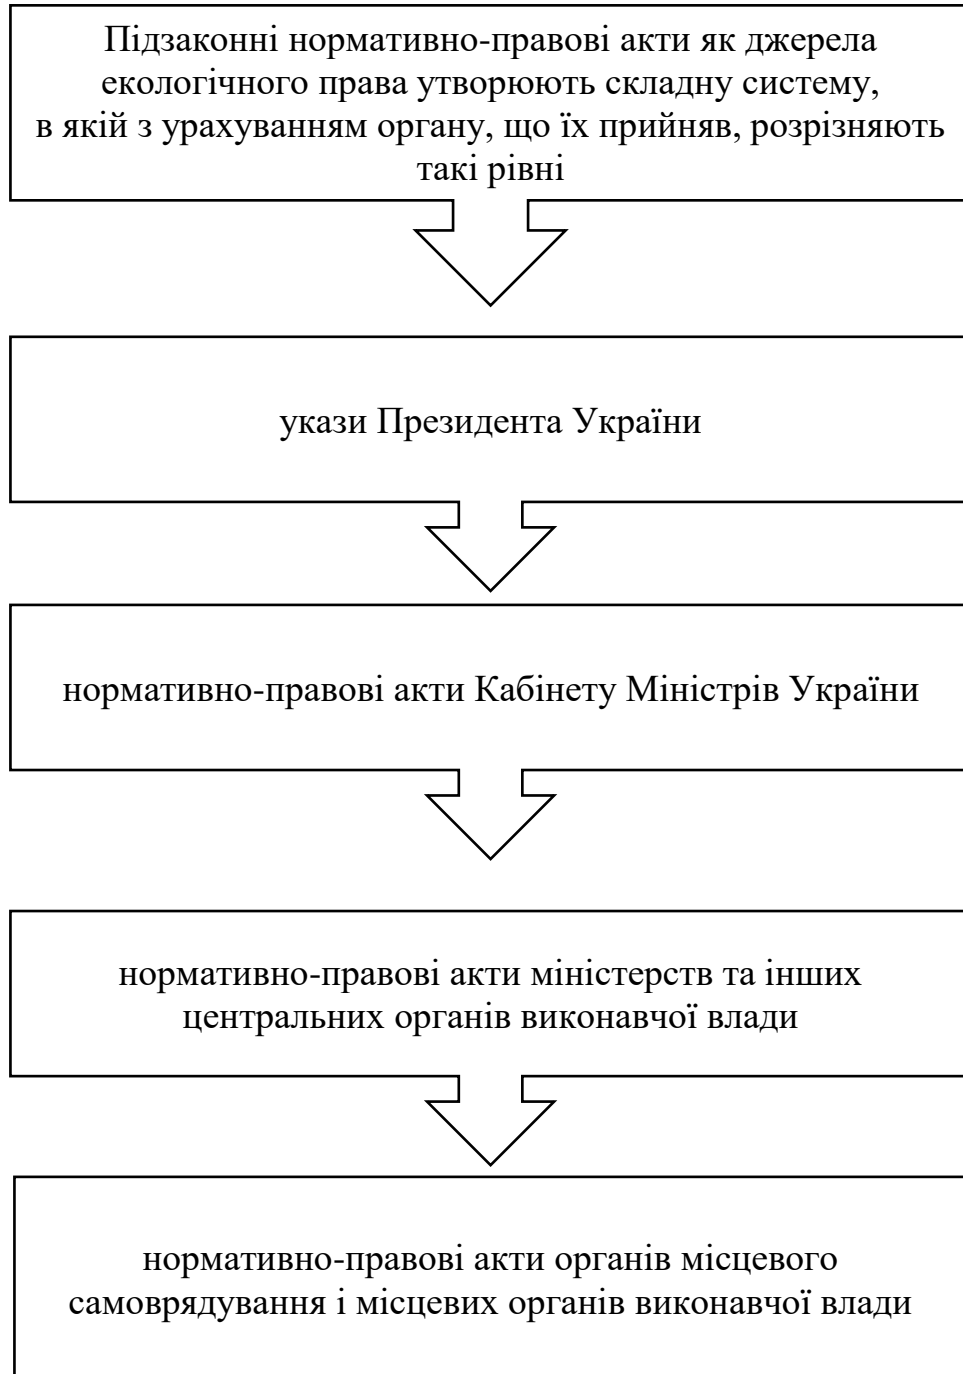 Підзаконні нормативно-правові акти як джерела
екологічного права утворюють складну систему,
в якій з урахуванням органу, що їх прийняв, розрізняють
такі рівні
укази Президента України
нормативно-правові акти Кабінету Міністрів України
нормативно-правові акти міністерств та інших
центральних органів виконавчої влади
нормативно-правові акти органів місцевого
самоврядування і місцевих органів виконавчої влади